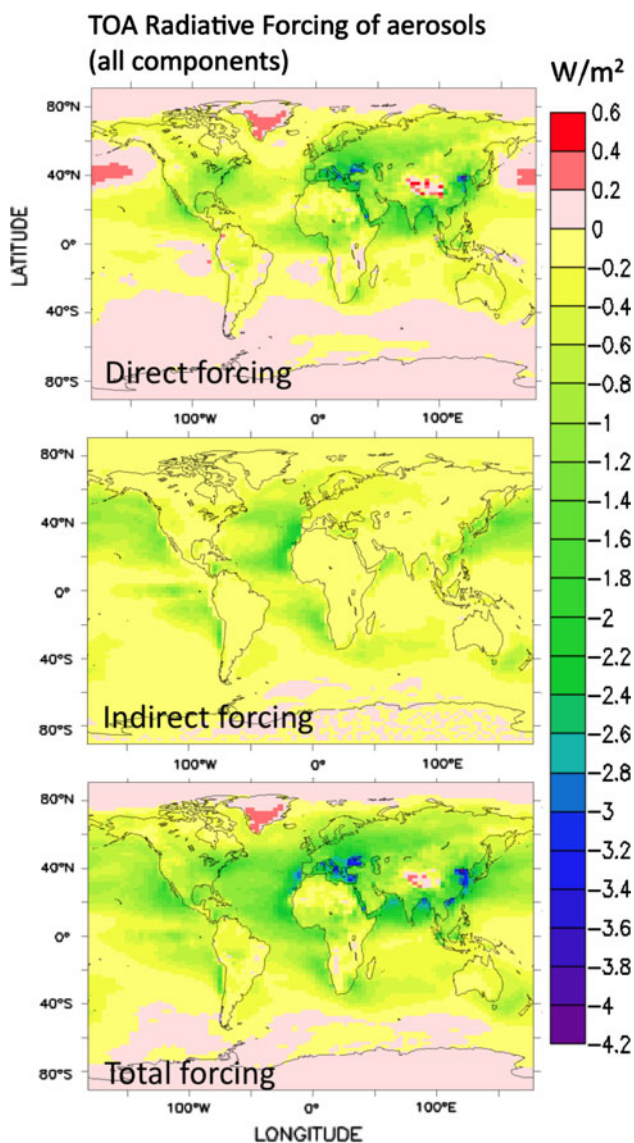 TOA Radiative Forcing of aerosols
(all components)
W/m²
0.6
0.4
0.2
0
−0.2
−0.4
−0.6
−0.8
−1
−1.2
−1.4
−1.6
−1.8
−2
−2.2
−2.4
−2.6
−2.8
−3
−3.2
−3.4
−3.6
−3.8
−4
−4.2
LATITUDE
80°N
40°N
0°
40°S
80°S
Direct forcing
100°W 0° 100°E
80°N
40°N
0°
40°S
80°S
Indirect forcing
100°W 0° 100°E
80°N
40°N
0°
40°S
80°S
Total forcing
100°W 0° 100°E
LONGITUDE